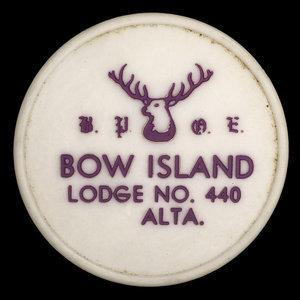 B. P. O. E.
BOW ISLAND
LODGE NO. 440
ALTA.